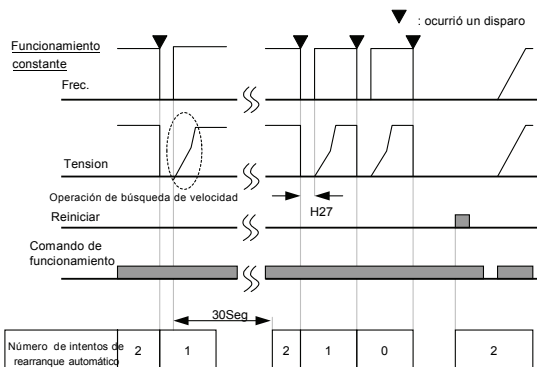 ▼ : ocurrió un disparo
Funcionamiento
constante
Frec.
Tension
Operación de búsqueda de velocidad
H27
Reiniciar
Comando de
funcionamiento
30Seg
Número de intentos de
rearranque automático
2 1 2 1 0 2